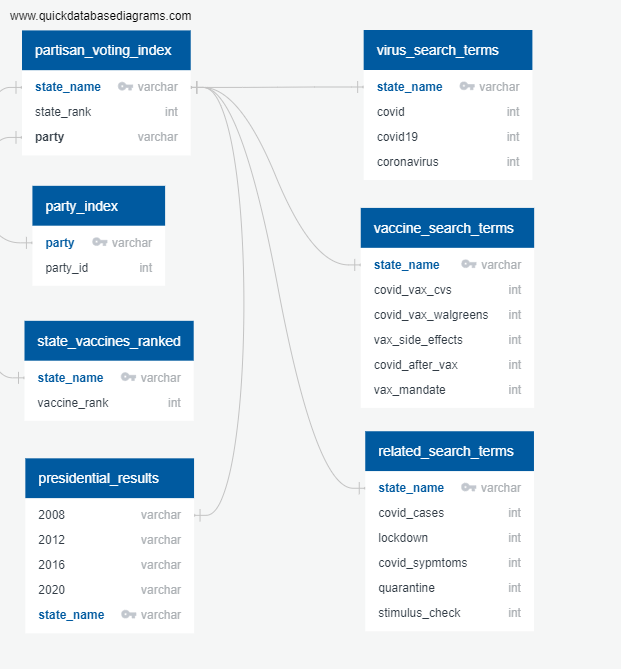 www.quickdatabasediagrams.com
partisan_voting_index
state_name varchar
state_rank int
party varchar
party_index
party varchar
party_id int
state_vaccines_ranked
state_name varchar
vaccine_rank int
presidential_results
2008 varchar
2012 varchar
2016 varchar
2020 varchar
state_name varchar
virus_search_terms
state_name varchar
covid int
covid19 int
coronavirus int
vaccine_search_terms
state_name varchar
covid_vax_cvs int
covid_vax_walgreens int
vax_side_effects int
covid_after_vax int
vax_mandate int
related_search_terms
state_name varchar
covid_cases int
lockdown int
covid_sypmtoms int
quarantine int
stimulus_check int